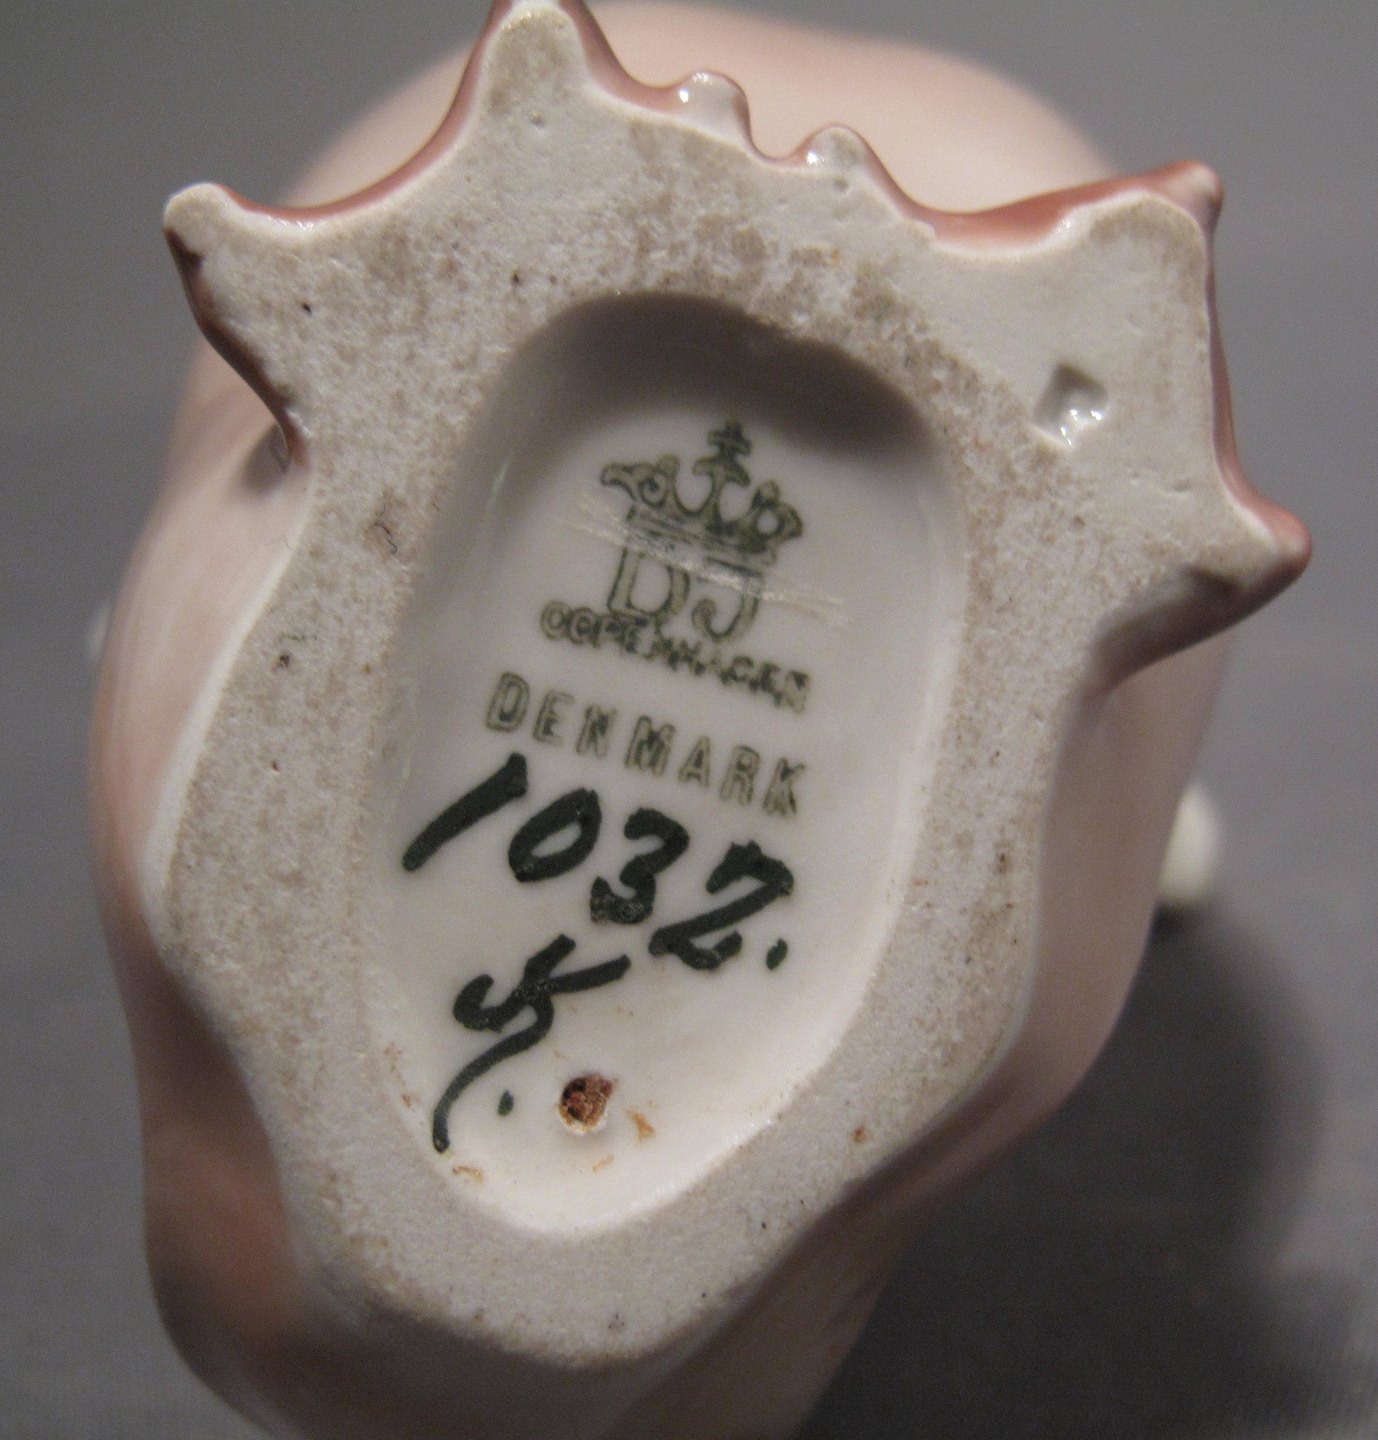 DJ
COPENHAGEN
DENMARK
1032.